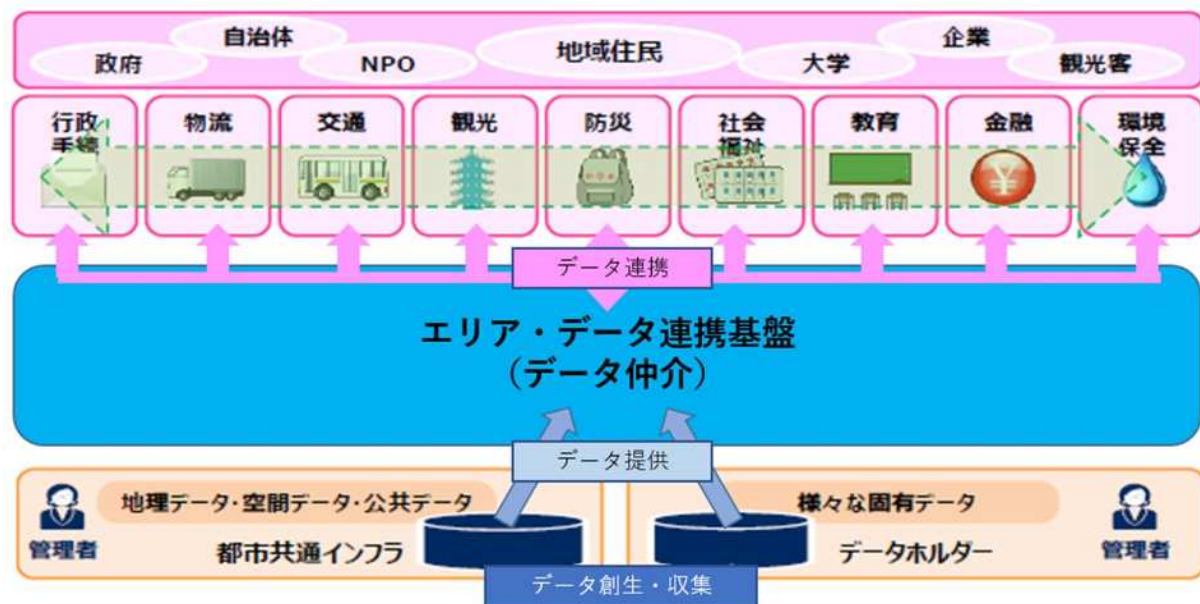 自治体
地域住民
企業
政府
NPO
大学
観光客
行政
手続
物流
交通
観光
防災
社会
福祉
教育
金融
環境
保全
¥
データ連携
エリア・データ連携基盤
（データ仲介）
データ提供
地理データ・空間データ・公共データ
管理者
都市共通インフラ
様々な固有データ
データホルダー
管理者
データ創生・収集